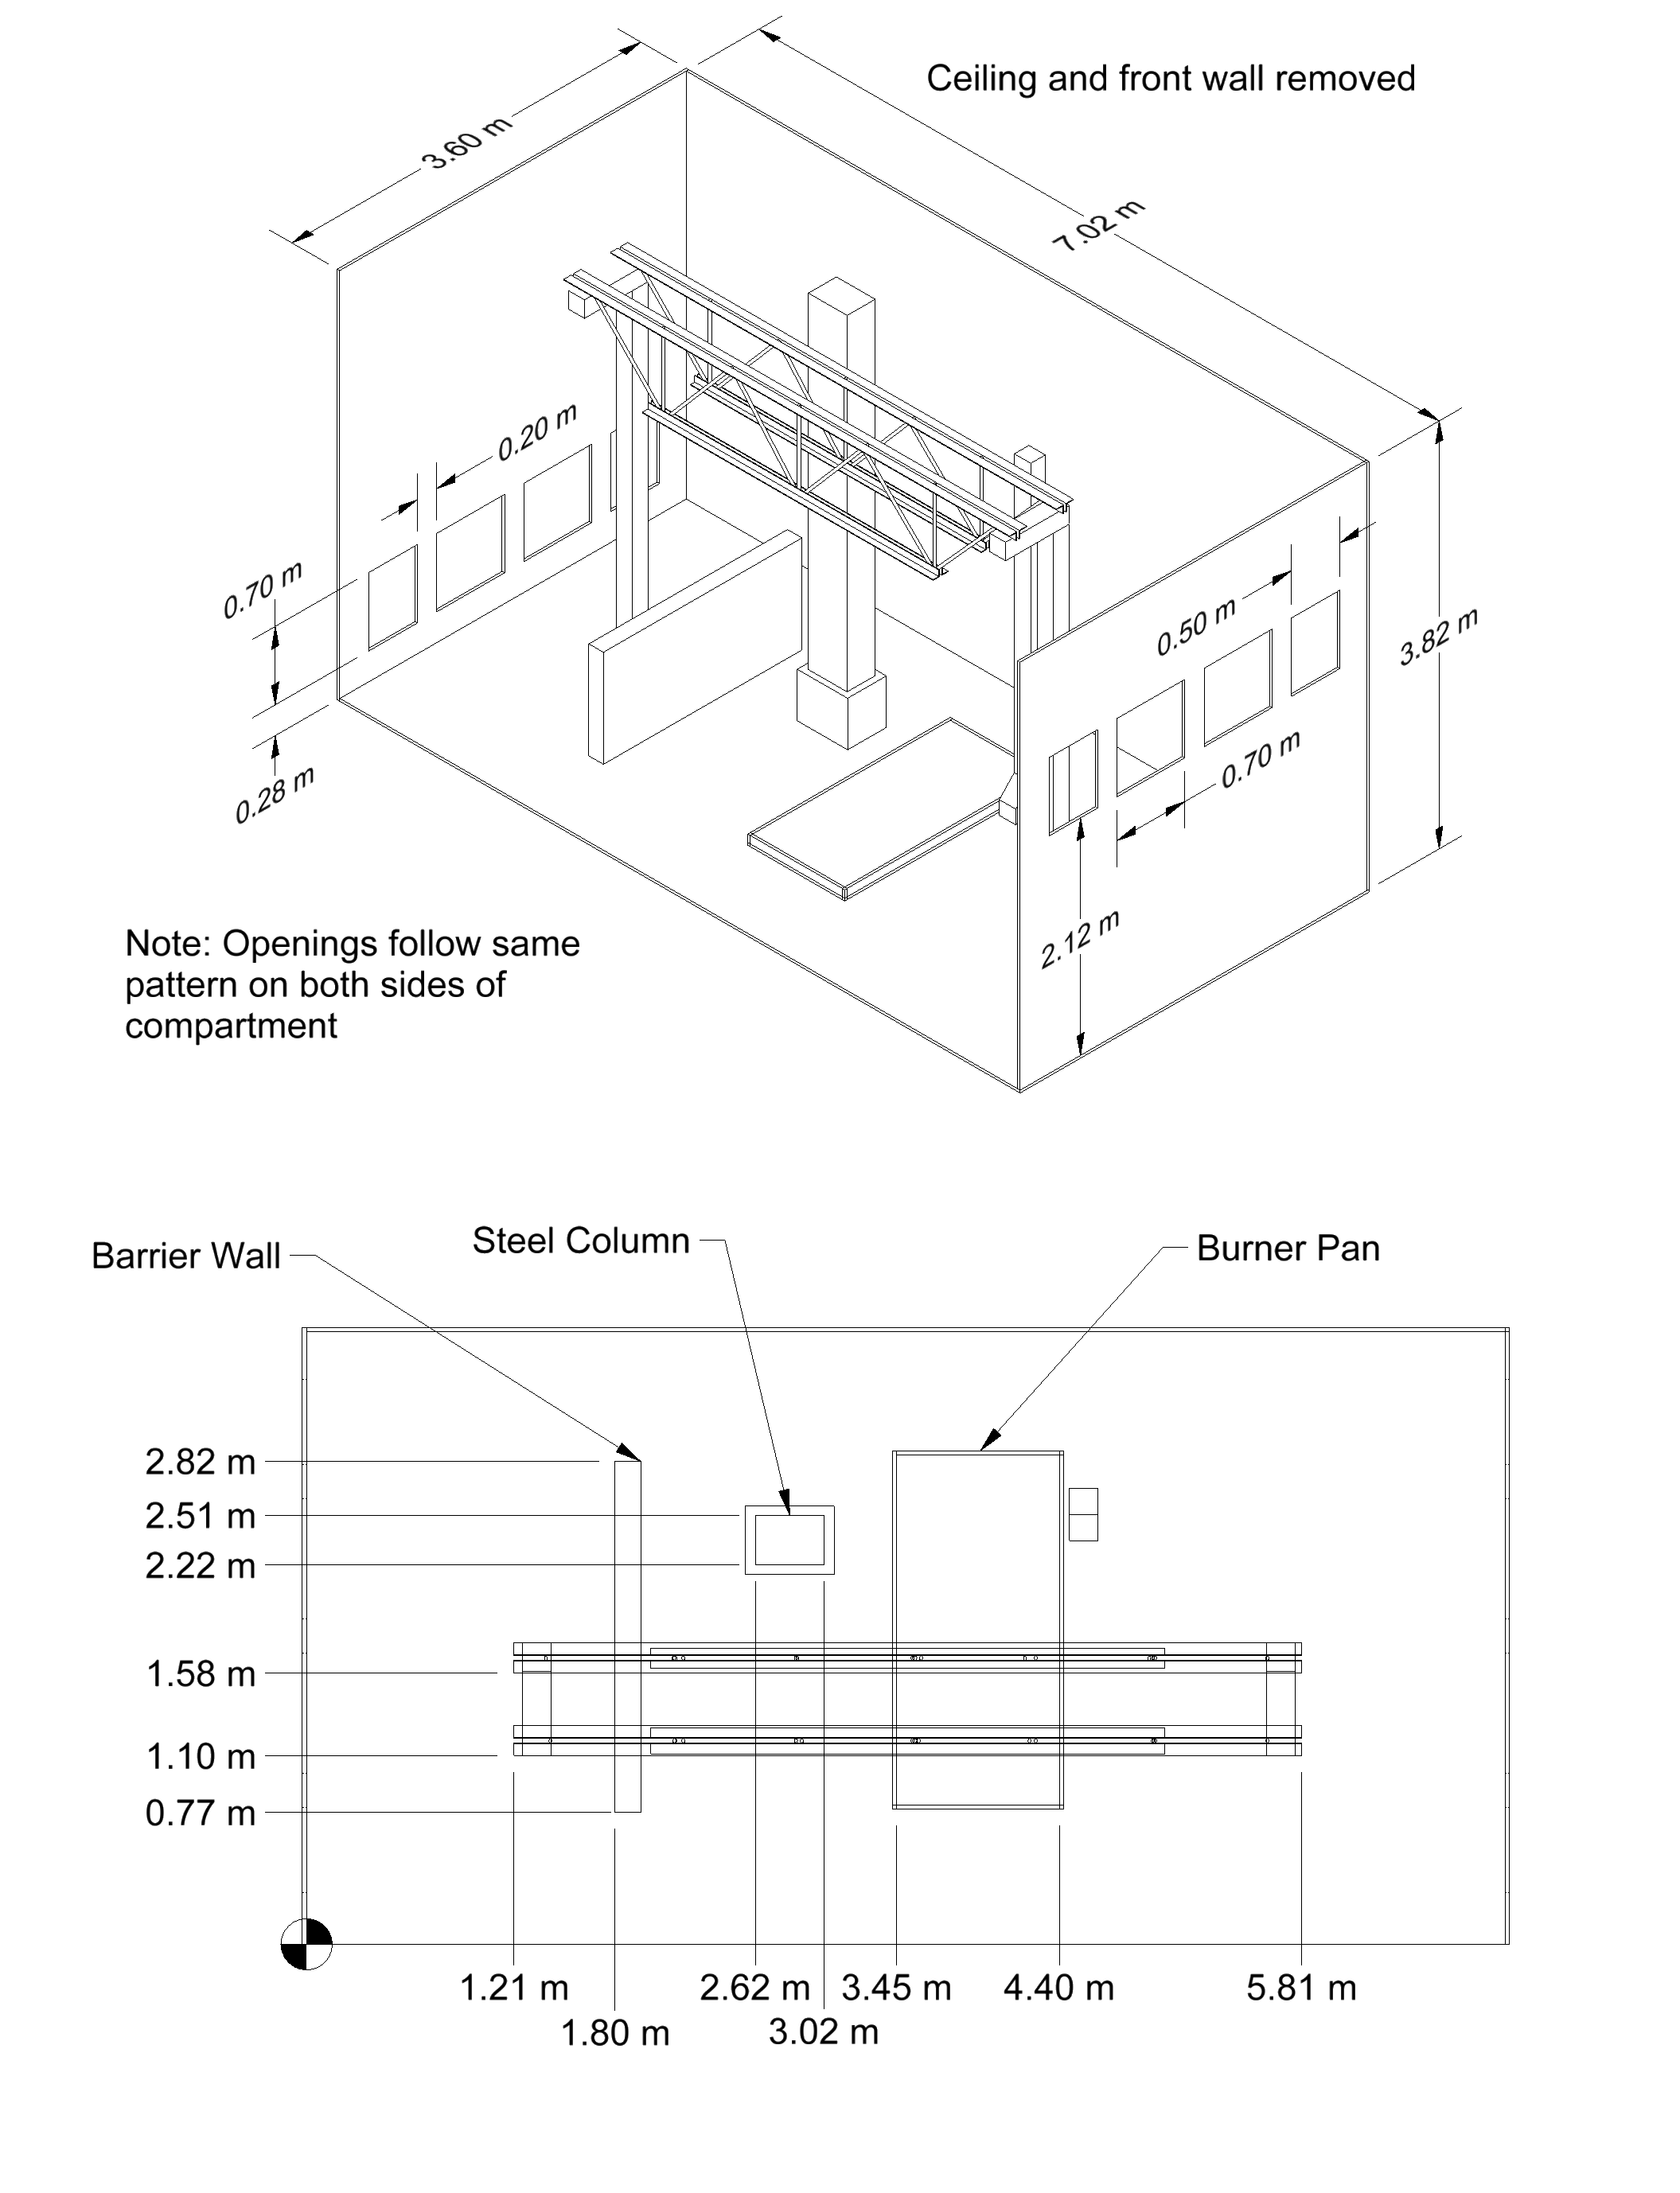 Ceiling and front wall removed
3.60 m
7.02 m
0.20 m
0.70 m
0.28 m
0.50 m
3.82 m
0.70 m
2.12 m
Note: Openings follow same
pattern on both sides of
compartment
Barrier Wall
Steel Column
Burner Pan
2.82 m
2.51 m
2.22 m
1.58 m
1.10 m
0.77 m
1.21 m
2.62 m
3.45 m
4.40 m
5.81 m
1.80 m
3.02 m